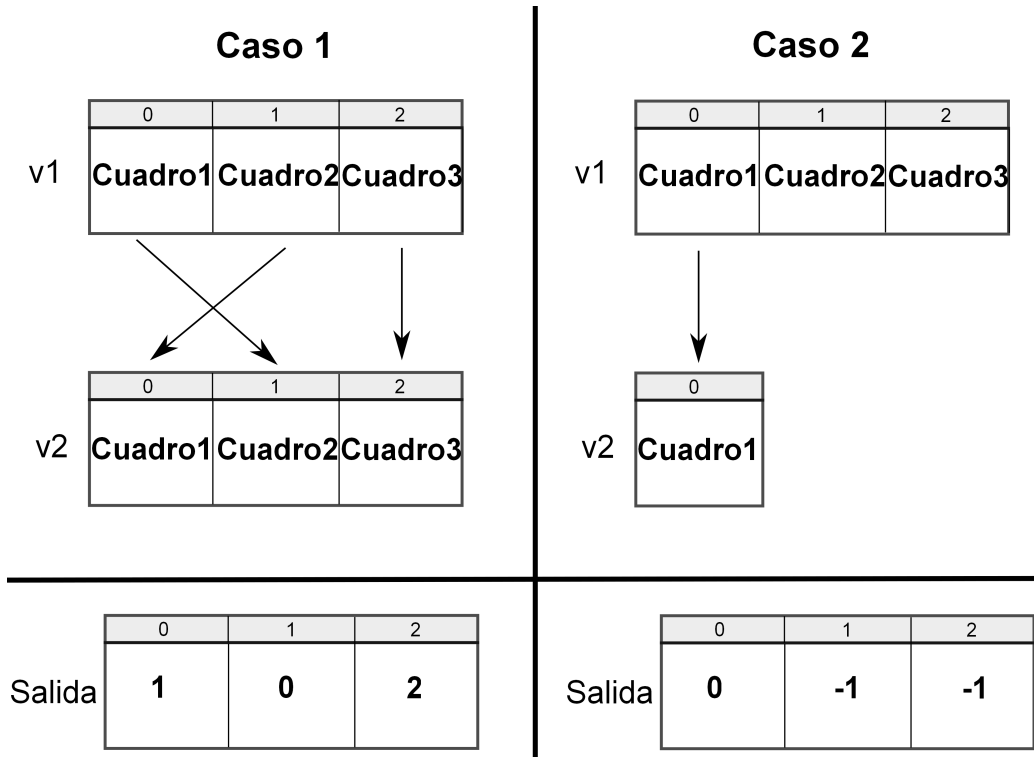 Caso 1
0 1 2
v1 Cuadro1 Cuadro2 Cuadro3
0 1 2
v2 Cuadro1 Cuadro2 Cuadro3
0 1 2
Salida 1 0 2
Caso 2
0 1 2
v1 Cuadro1 Cuadro2 Cuadro3
0
v2 Cuadro1
0 1 2
Salida 0 -1 -1